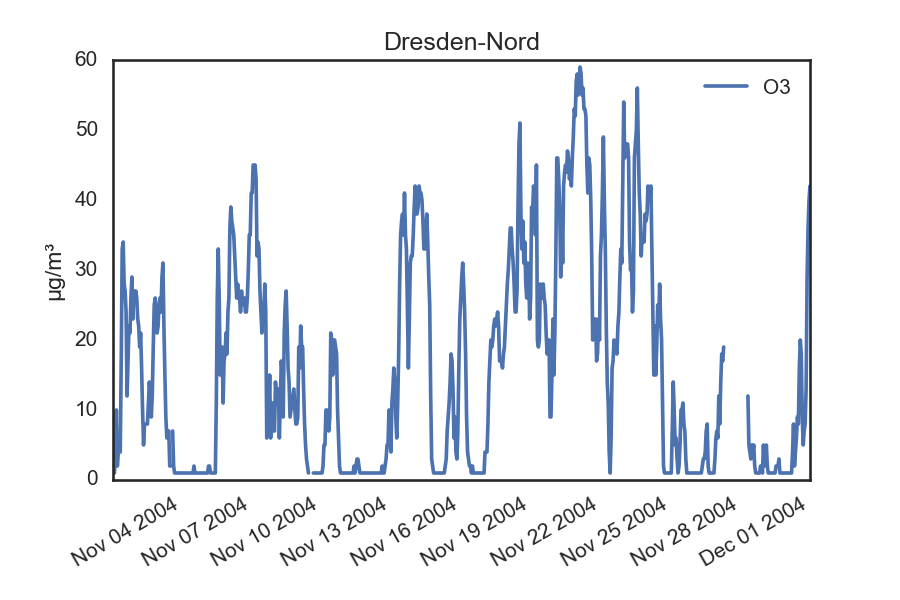 Dresden-Nord
O3
µg/m³
60
50
40
30
20
10
0
Nov 04 2004
Nov 07 2004
Nov 10 2004
Nov 13 2004
Nov 16 2004
Nov 19 2004
Nov 22 2004
Nov 25 2004
Nov 28 2004
Dec 01 2004